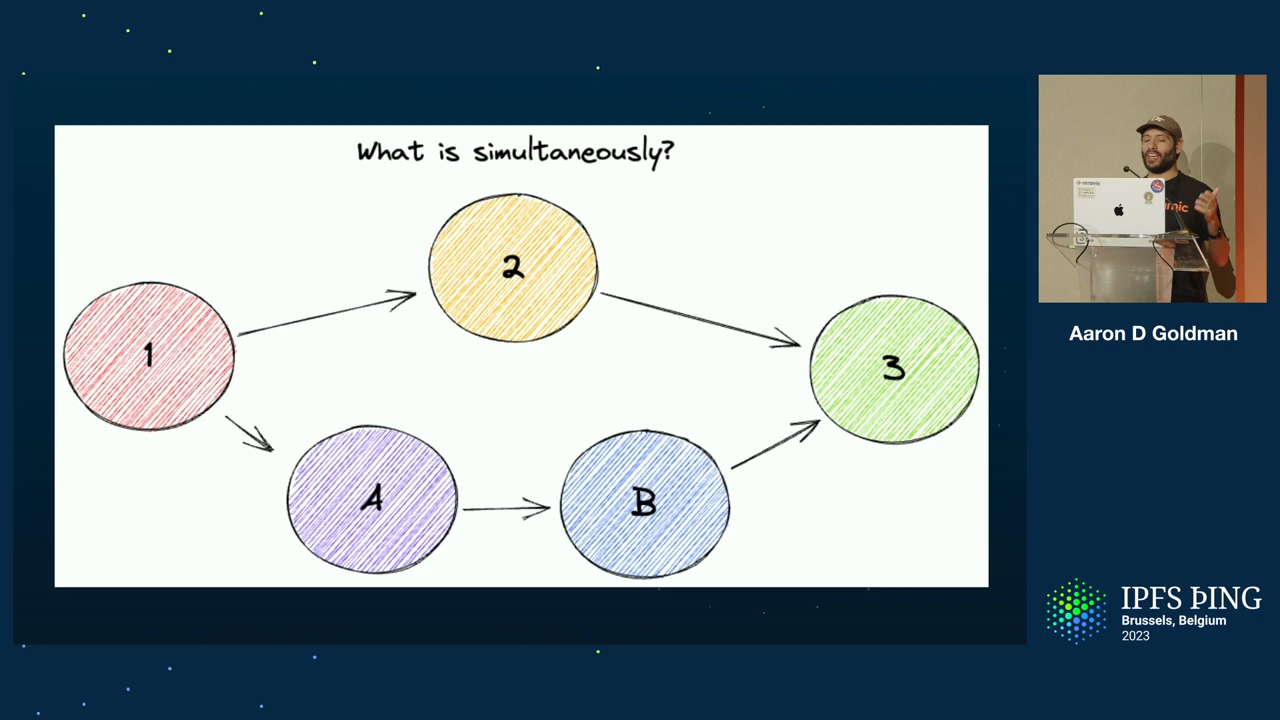 What is simultaneously?
1
2
3
A
B
Aaron D Goldman
IPFS ÞING
Brussels, Belgium
2023